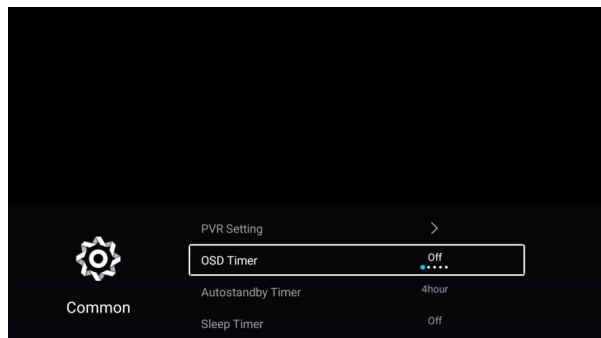 PVR Setting
OSD Timer Off
Autostandby Timer 4hour
Common
Sleep Timer Off